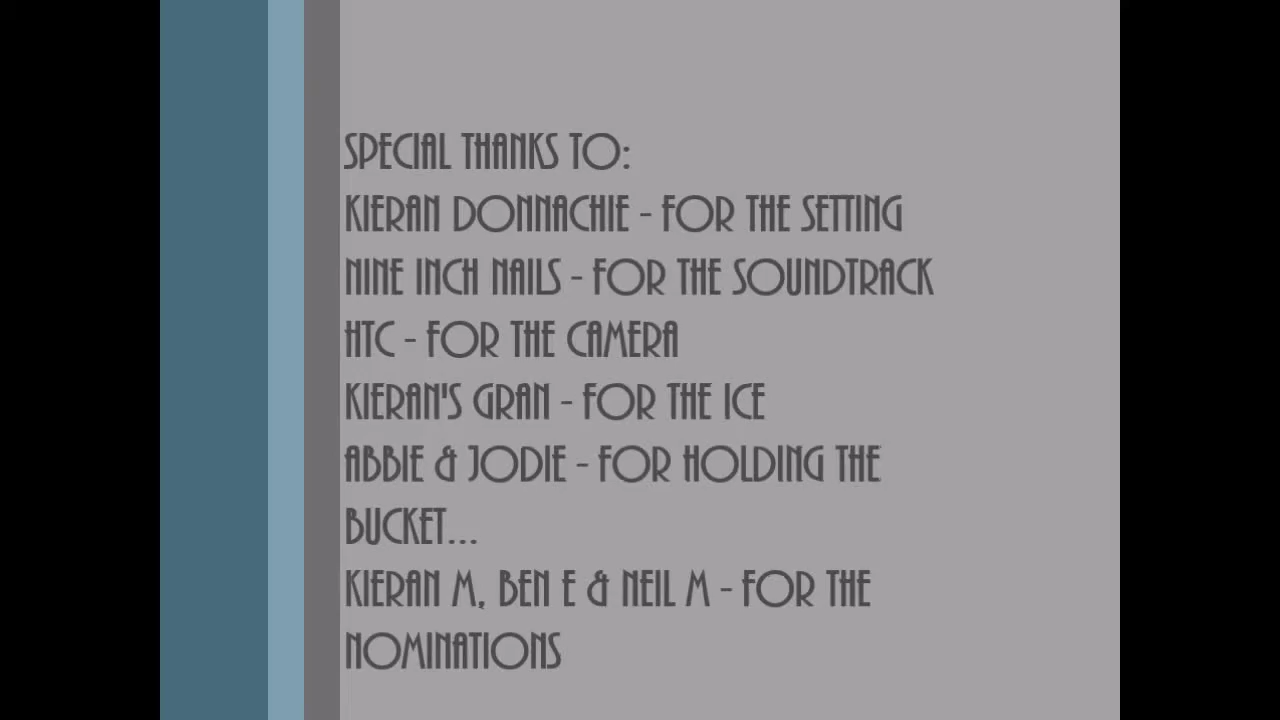 SPECIAL THANKS TO:
KIERAN DONNACHIE - FOR THE SETTING
NINE INCH NAILS - FOR THE SOUNDTRACK
HTC - FOR THE CAMERA
KIERAN'S GRAN - FOR THE ICE
ABBIE & JODIE - FOR HOLDING THE
BUCKET...
KIERAN M, BEN E & NEIL M - FOR THE
NOMINATIONS